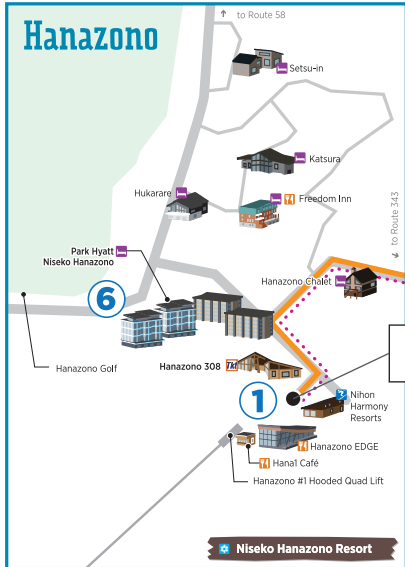 Hanazono
to Route 58
Setsu-in
Katsura
Hukarare
Freedom Inn
to Route 343
Park Hyatt
Niseko Hanazono
Hanazono Chalet
6
Hanazono Golf
Hanazono 308
Tkt
1
Nihon
Harmony
Resorts
Hanazono EDGE
Hana1 Café
Hanazono #1 Hooded Quad Lift
Niseko Hanazono Resort